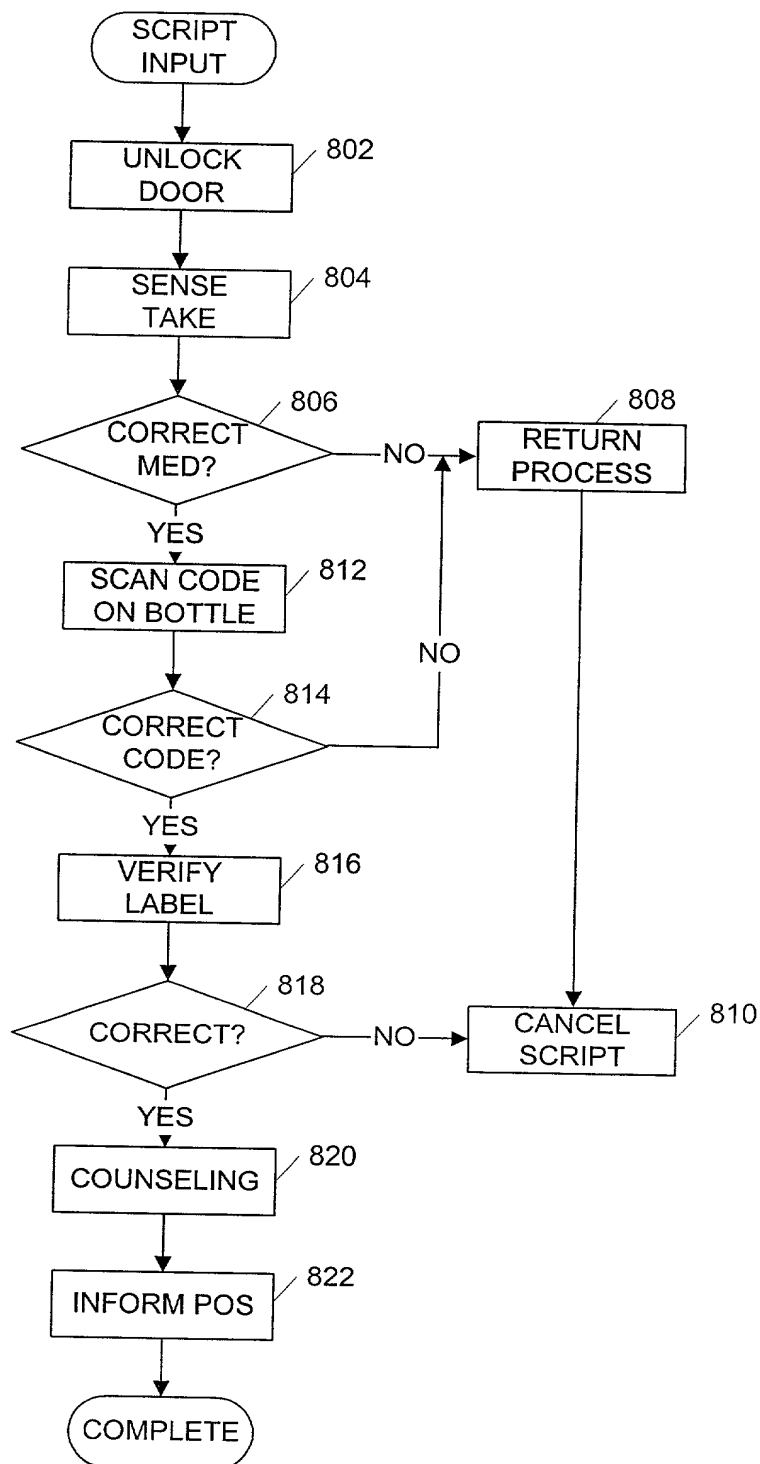 SCRIPT
INPUT
802
UNLOCK
DOOR
804
SENSE
TAKE
806
CORRECT
MED?
NO
808
RETURN
PROCESS
YES
812
SCAN CODE
ON BOTTLE
NO
814
CORRECT
CODE?
YES
816
VERIFY
LABEL
818
CORRECT?
NO
CANCEL
SCRIPT
810
YES
820
COUNSELING
822
INFORM POS
COMPLETE